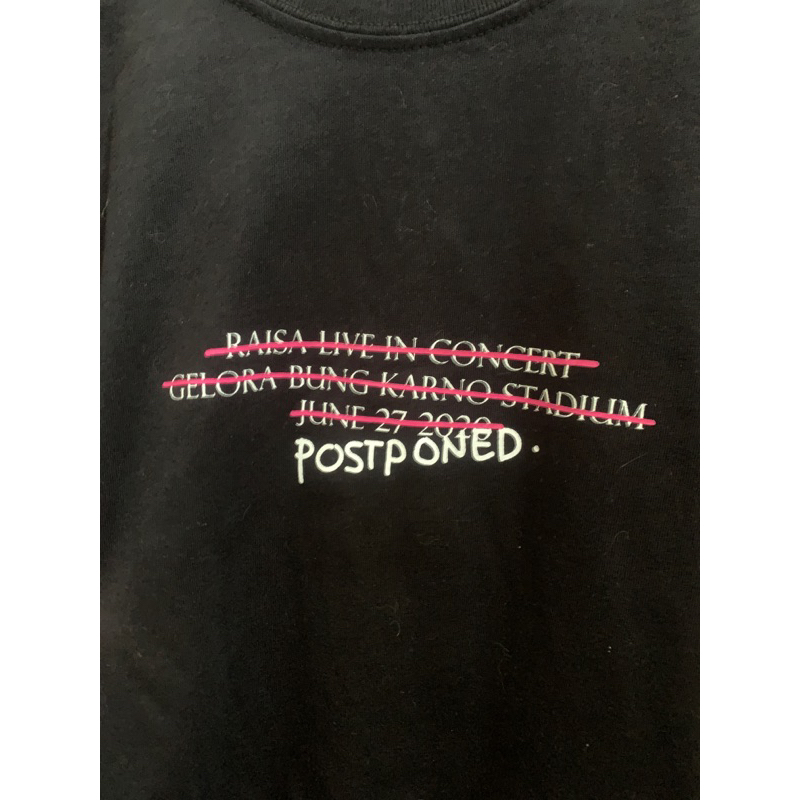 RAISA LIVE IN CONCERT
GELORA BUNG KARNO STADIUM
JUNE 27 2020
POSTPONED.